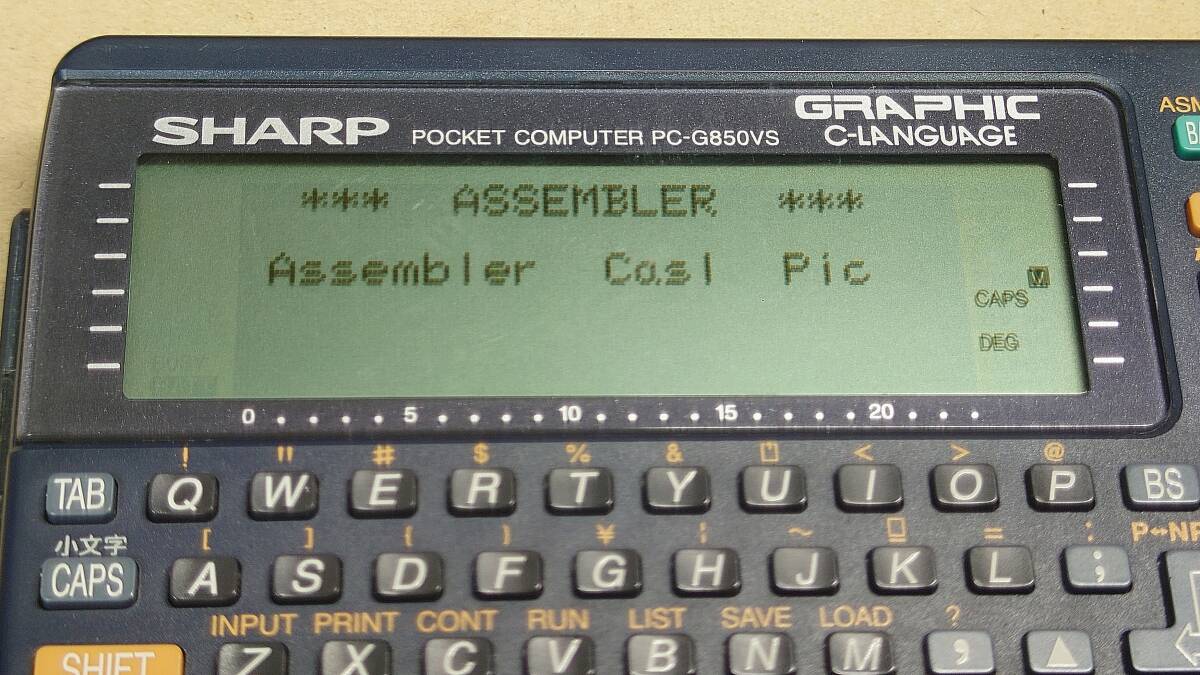 SHARP POCKET COMPUTER PC-G850VS GRAPHIC
C-LANGUAGE
ASM
*** ASSEMBLER ***
Assembler Casl Pic
M
CAPS
DEG
0 5 10 15 20
! " # $ % & < > @
TAB Q W E R T Y U I O P BS
小文字 [ ] { } ¥ ¦ ~ = :
CAPS A S D F G H J K L ;
INPUT PRINT CONT RUN LIST SAVE LOAD ?
SHIFT Z X C V B N M , ▲